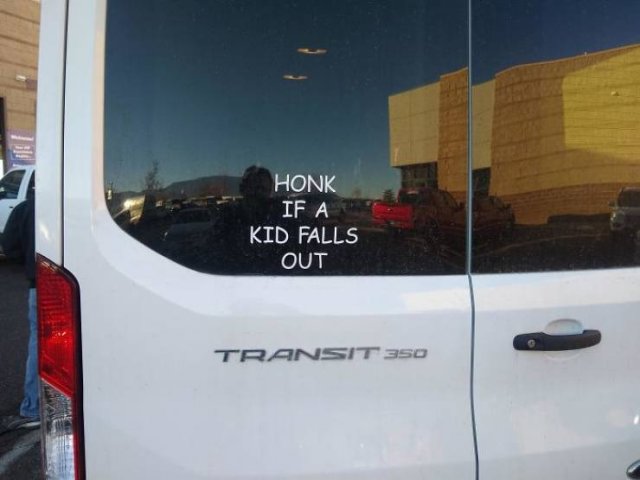 HONK
IF A
KID FALLS
OUT
TRANSIT 350